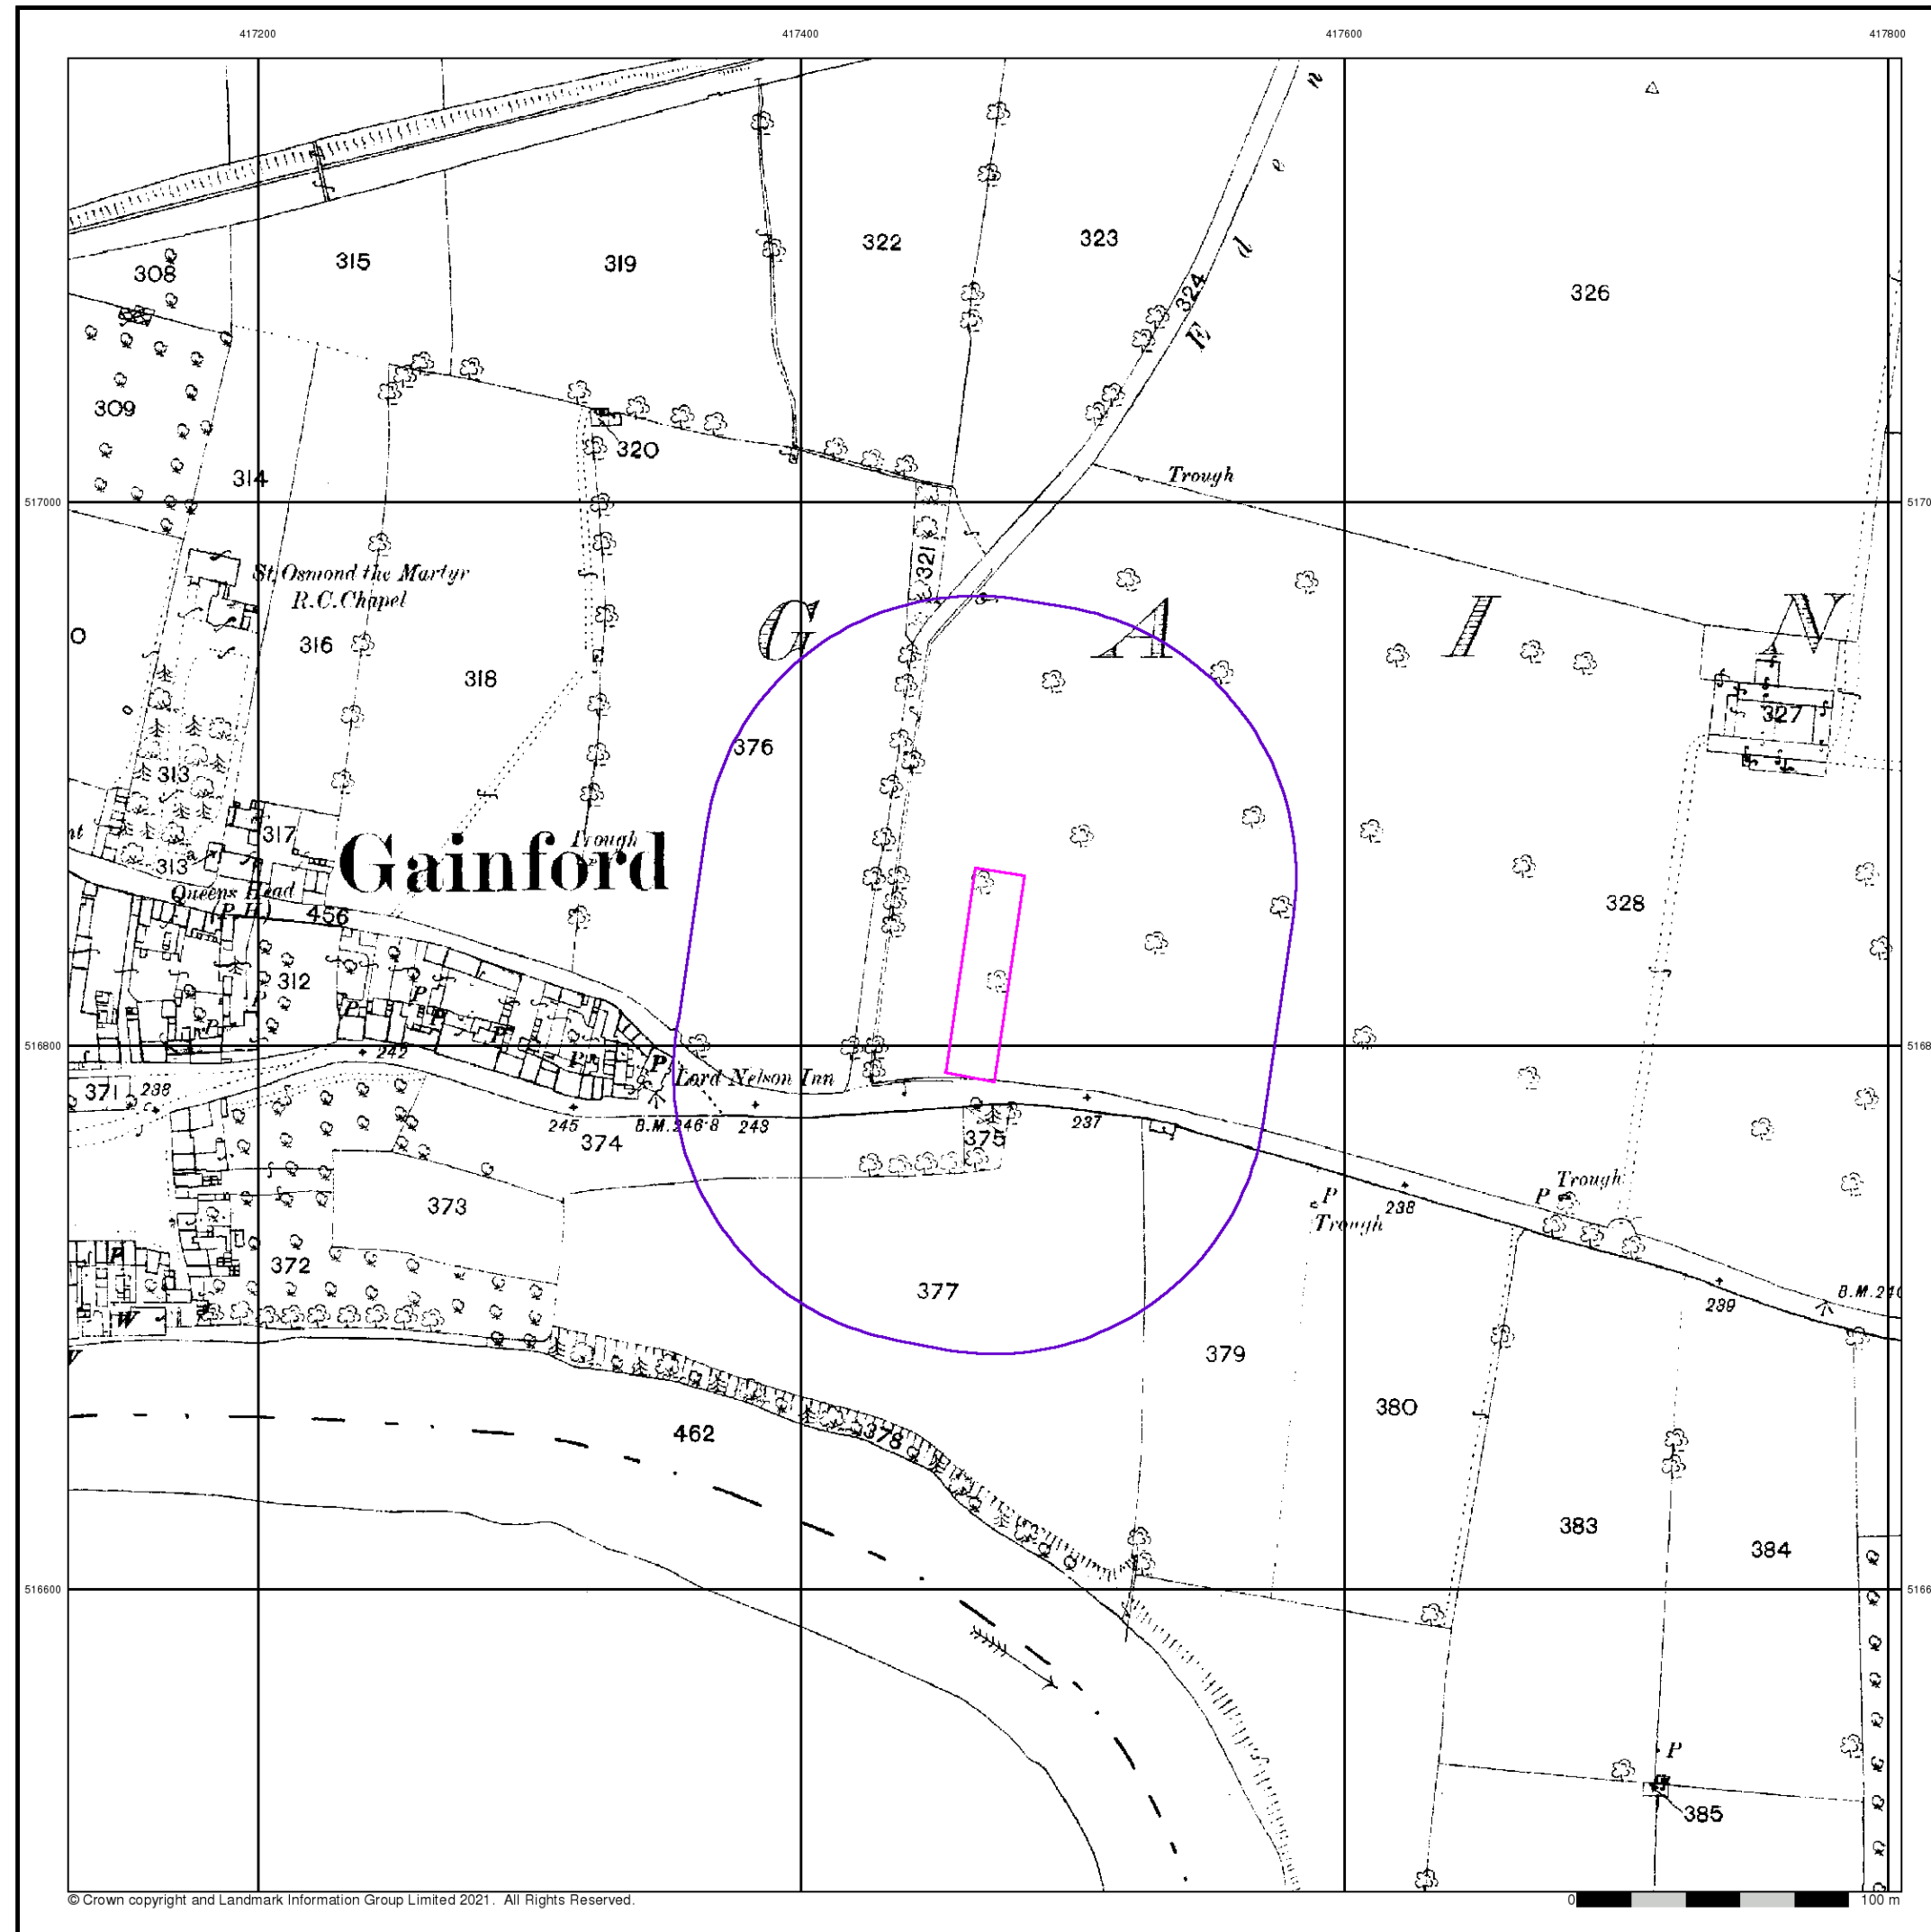 417200 417400 417600 417800
n
e
d
E
324
308 315 319 322 323 326
309
320
Trough
314
517000
321
St. Osmond the Martyr
R.C. Chapel
G A I N
316
318
376
327
313
317
Trough
Gainford
313a
Queens Head
(P.H.)
456
328
312
P
P
P
P
P
P
P
P
516800
242
371
238
Lord Nelson Inn
245
B.M.246·8
243
237
374
375
Trough
P
P
Trough
238
373
372
P
W
377
239
B.M.240
379
380
462
378
383
384
516600
P
385
© Crown copyright and Landmark Information Group Limited 2021. All Rights Reserved.
0 100 m